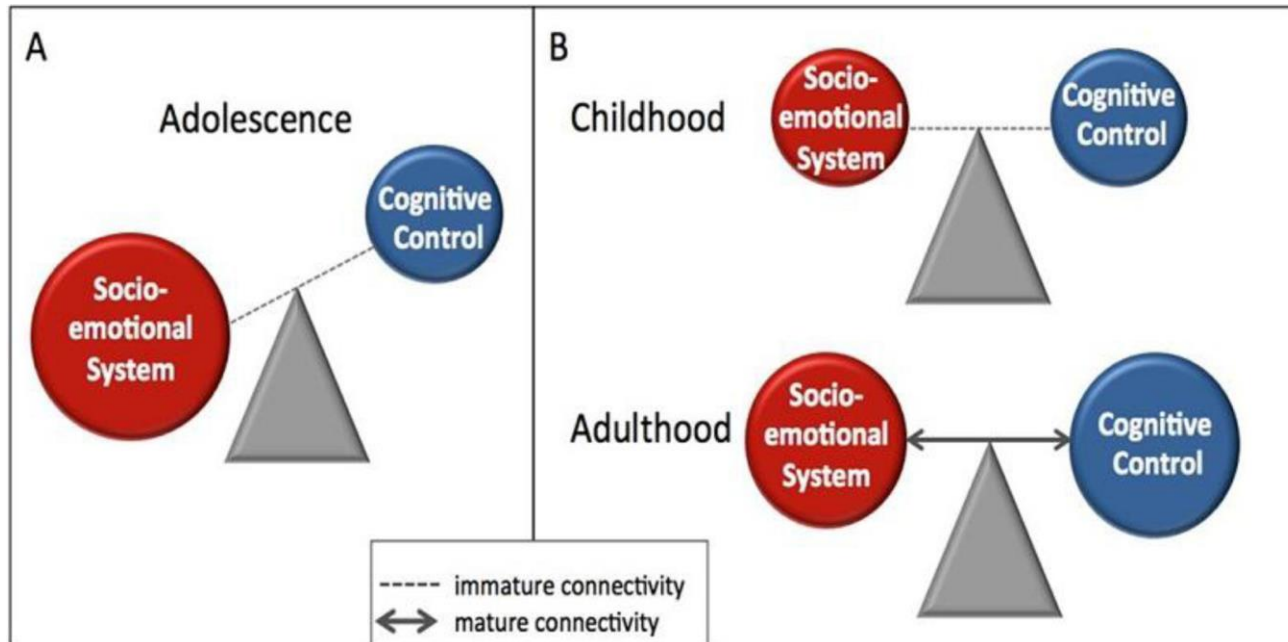 A
Adolescence
Cognitive
Control
Socio-
emotional
System
B
Childhood
Socio-
emotional
System
Cognitive
Control
Adulthood
Socio-
emotional
System
Cognitive
Control
immature connectivity
mature connectivity